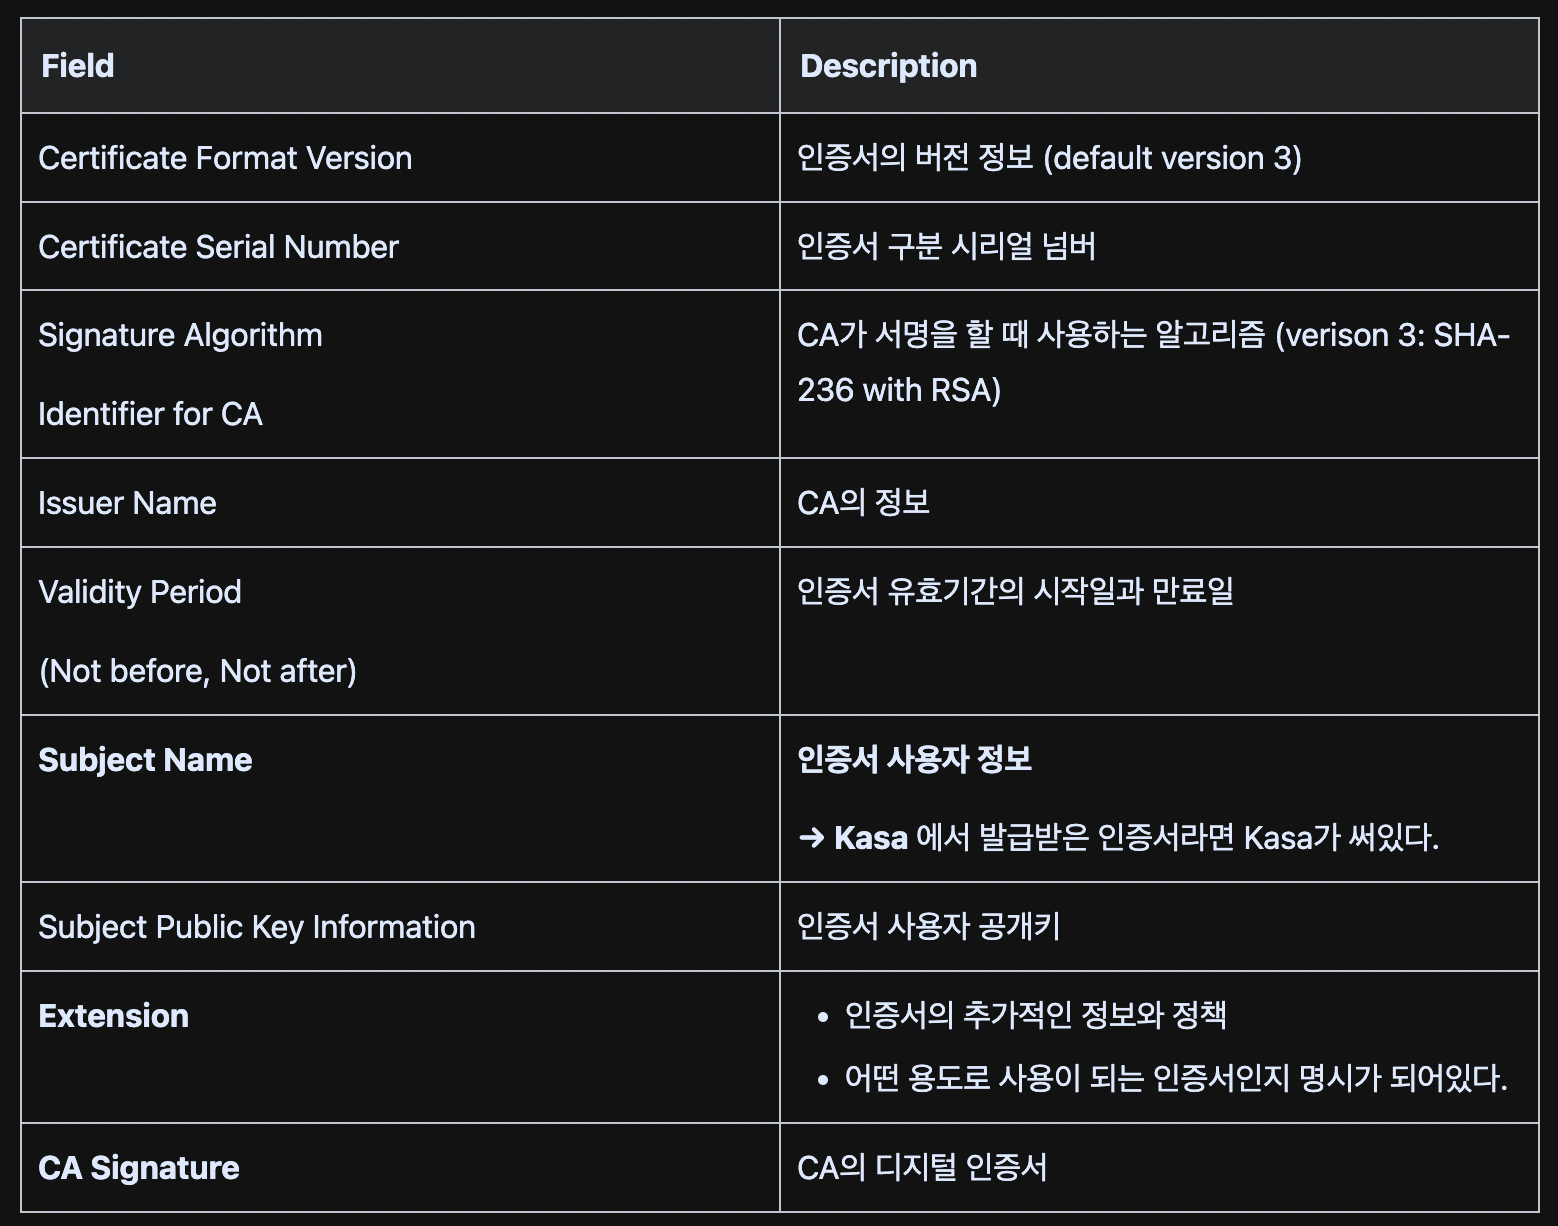 Field
Description
Certificate Format Version
인증서의 버전 정보 (default version 3)
Certificate Serial Number
인증서 구분 시리얼 넘버
Signature Algorithm
Identifier for CA
CA가 서명을 할 때 사용하는 알고리즘 (verison 3: SHA-
236 with RSA)
Issuer Name
CA의 정보
Validity Period
(Not before, Not after)
인증서 유효기간의 시작일과 만료일
Subject Name
인증서 사용자 정보
→ Kasa 에서 발급받은 인증서라면 Kasa가 써있다.
Subject Public Key Information
인증서 사용자 공개키
Extension
• 인증서의 추가적인 정보와 정책
• 어떤 용도로 사용이 되는 인증서인지 명시가 되어있다.
CA Signature
CA의 디지털 인증서